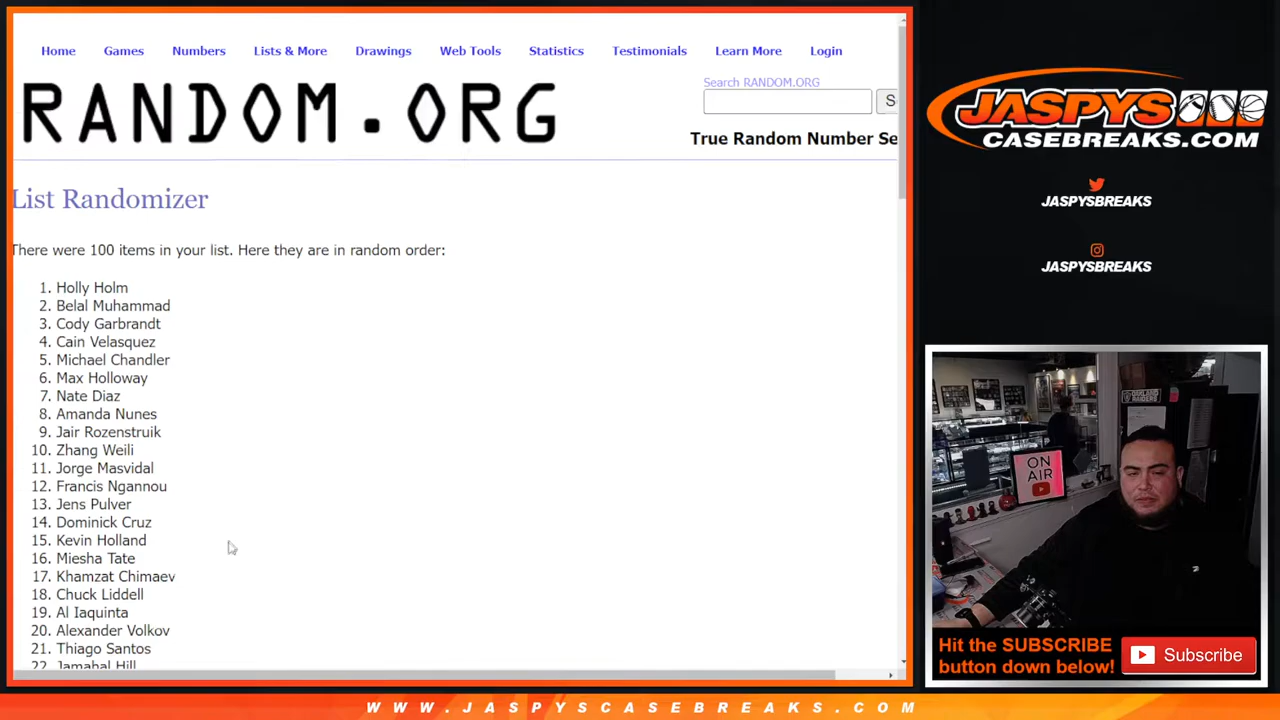 Home Games Numbers Lists & More Drawings Web Tools Statistics Testimonials Learn More Login
Search RANDOM.ORG
RANDOM.ORG
S
True Random Number Se
List Randomizer
There were 100 items in your list. Here they are in random order:
1. Holly Holm
2. Belal Muhammad
3. Cody Garbrandt
4. Cain Velasquez
5. Michael Chandler
6. Max Holloway
7. Nate Diaz
8. Amanda Nunes
9. Jair Rozenstruik
10. Zhang Weili
11. Jorge Masvidal
12. Francis Ngannou
13. Jens Pulver
14. Dominick Cruz
15. Kevin Holland
16. Miesha Tate
17. Khamzat Chimaev
18. Chuck Liddell
19. Al Iaquinta
20. Alexander Volkov
21. Thiago Santos
22. Jamahal Hill
JASPYS
CASEBREAKS.COM
JASPYSBREAKS
JASPYSBREAKS
OAKLAND
RAIDERS
ON
AIR
Hit the SUBSCRIBE
button down below!
Subscribe
WWW.JASPYSCASEBREAKS.COM